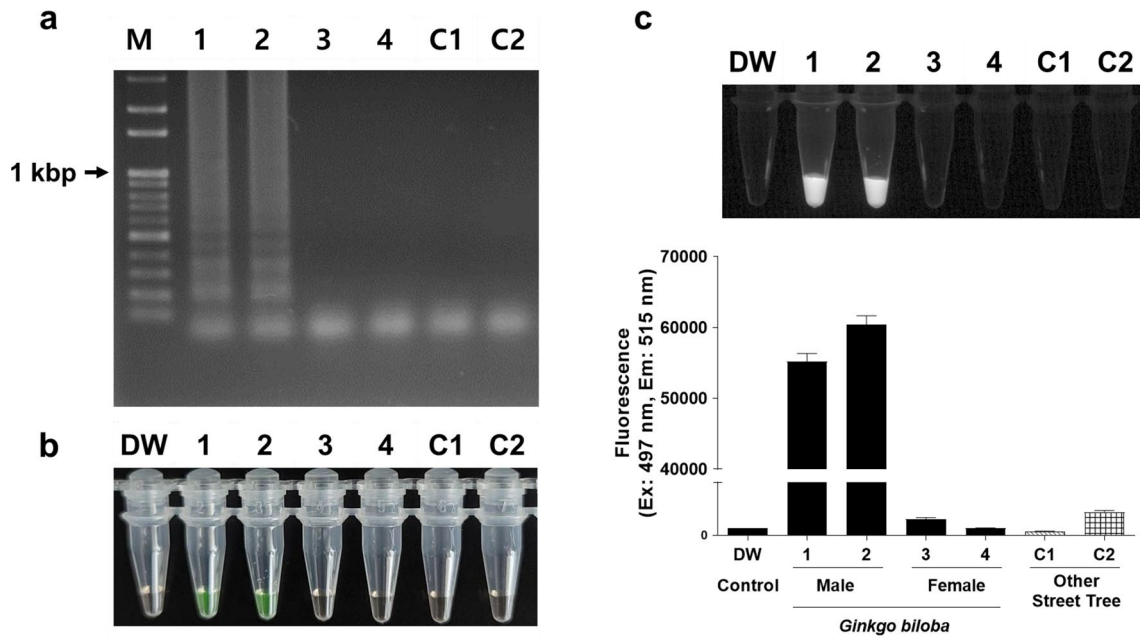 a
M 1 2 3 4 C1 C2
1 kbp
b
DW 1 2 3 4 C1 C2
c
DW 1 2 3 4 C1 C2
Fluorescence
(Ex: 497 nm, Em: 515 nm)
70000
60000
50000
40000
0
DW 1 2 3 4 C1 C2
Control Male Female Other
Street Tree
Ginkgo biloba